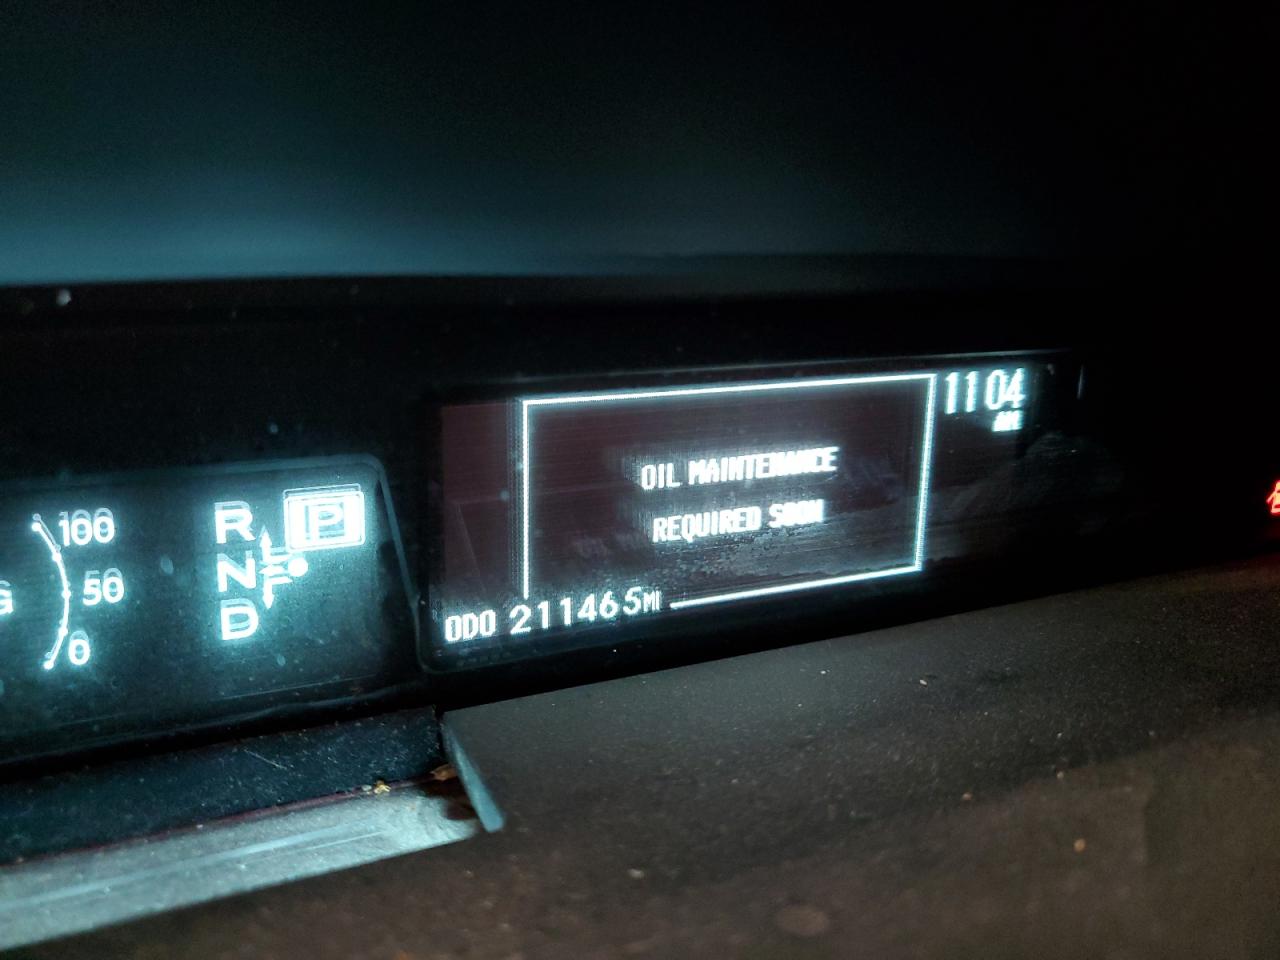 100
50
0
G
R
P
N
D
OIL MAINTENANCE
REQUIRED SOON
1104
AM
ODO 211465MI